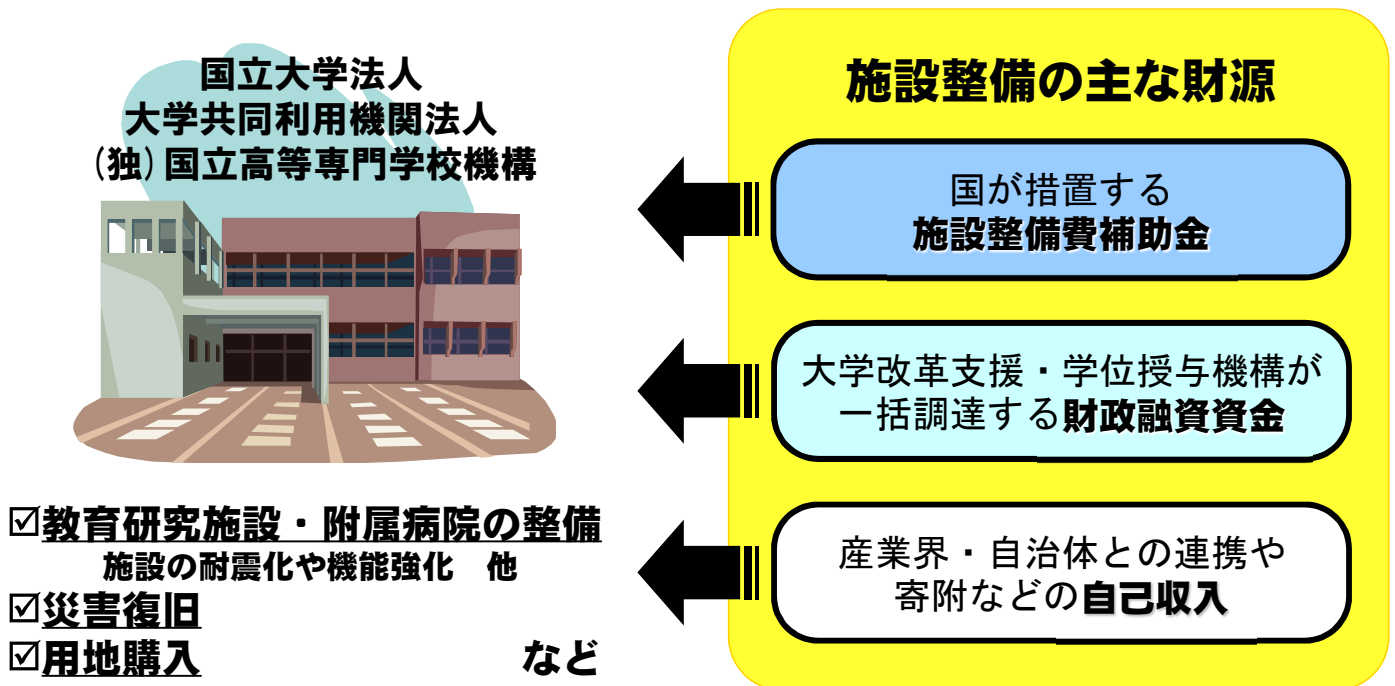 国立大学法人
大学共同利用機関法人
(独)国立高等専門学校機構
☑教育研究施設・附属病院の整備
施設の耐震化や機能強化　他
☑災害復旧
☑用地購入　など
施設整備の主な財源
国が措置する
施設整備費補助金
大学改革支援・学位授与機構が
一括調達する財政融資資金
産業界・自治体との連携や
寄附などの自己収入